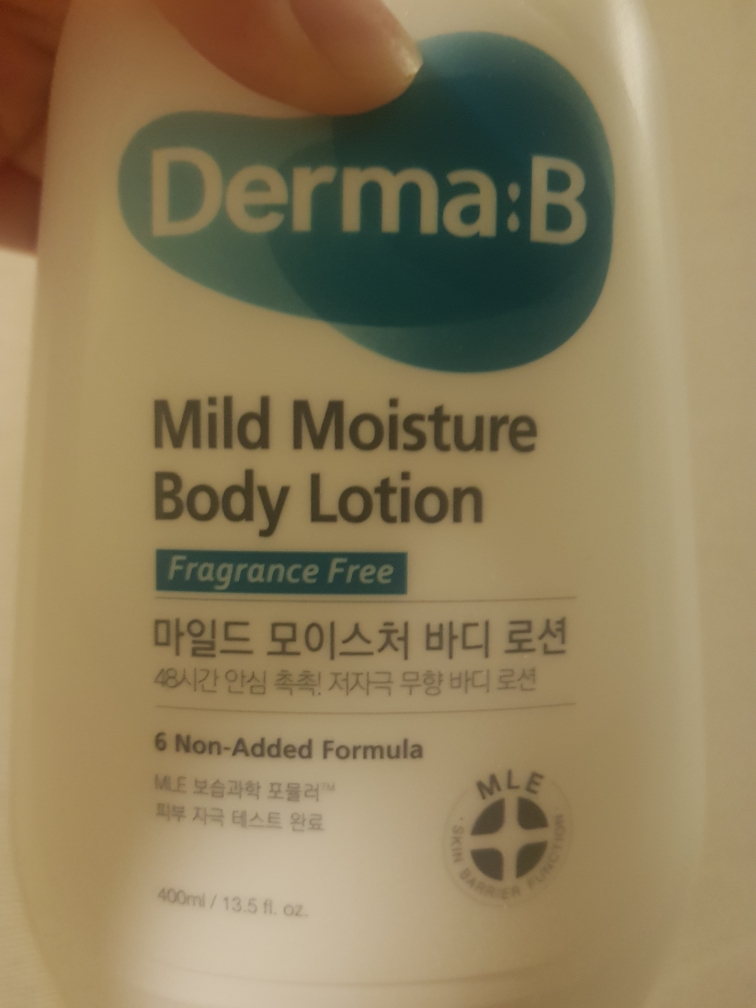 Derma:B
Mild Moisture
Body Lotion
Fragrance Free
마일드 모이스처 바디 로션
48시간 안심 촉촉! 저자극 무향 바디 로션
6 Non-Added Formula
MLE 보습과학 포뮬러™
피부 자극 테스트 완료
MLE
· SKIN BARRIER FUNCTION ·
400ml / 13.5 fl. oz.